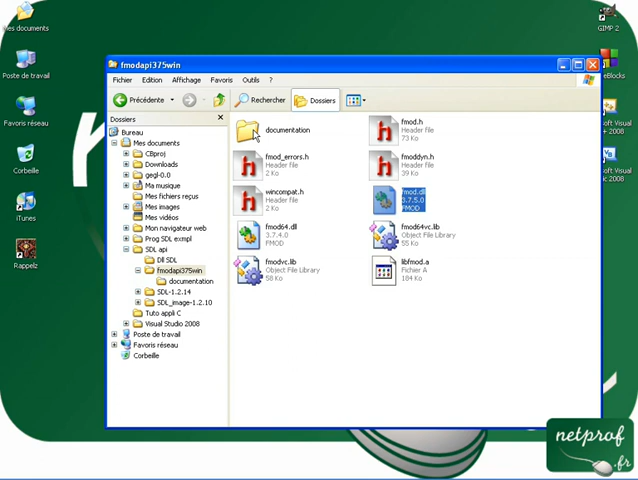 Mes documents
GIMP 2
Poste de travail
Favoris réseau
Corbeille
iTunes
Rappelz
fmodapi375win
Fichier Edition Affichage Favoris Outils ?
Précédente Rechercher Dossiers
Dossiers
Bureau
Mes documents
CBproj
Downloads
gegl-0.0
Ma musique
Mes fichiers reçus
Mes images
Mes vidéos
Mon navigateur web
Prog SDL exmpl
SDL api
Dll SDL
fmodapi375win
documentation
SDL-1.2.14
SDL_image-1.2.10
Tuto appli C
Visual Studio 2008
Poste de travail
Favoris réseau
Corbeille
documentation
fmod.h
Header file
73 Ko
fmod_errors.h
Header file
2 Ko
fmoddyn.h
Header file
39 Ko
wincompat.h
Header file
2 Ko
fmod.dll
3.7.5.0
FMOD
fmod64.dll
3.7.4.0
FMOD
fmod64vc.lib
Object File Library
55 Ko
fmodvc.lib
Object File Library
58 Ko
libfmod.a
Fichier A
184 Ko
eBlocks
soft Visual
soft Visual
ic 2008
netprof
.fr